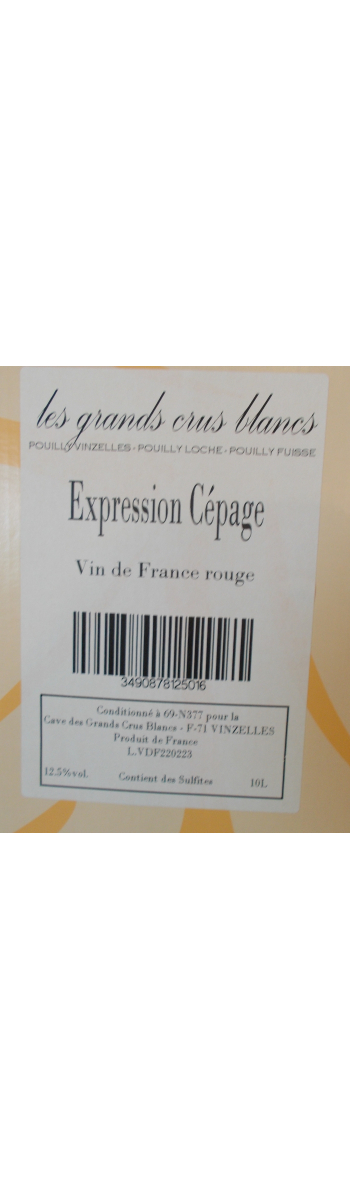 les grands crus blancs
POUILLY VINZELLES - POUILLY LOCHE - POUILLY FUISSE
Expression Cépage
Vin de France rouge
3490878125016
Conditionné à 69-N377 pour la
Cave des Grands Crus Blancs - F-71 VINZELLES
Produit de France
L.VDF220223
12.5%vol. Contient des Sulfites 10L